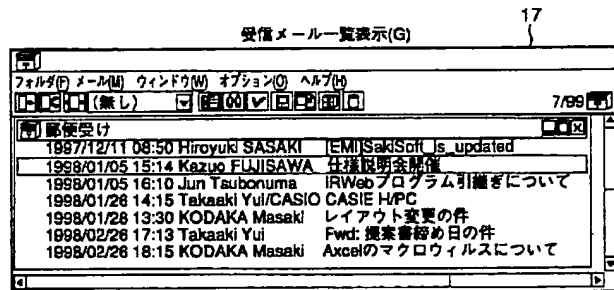 17
受信メール一覧表示(G)
フォルダ(F) メール(M) ウィンドウ(W) オプション(O) ヘルプ(H)
(無し) 7/99
郵便受け
1997/12/11 08:50 Hiroyuki SASAKI [EMI]SakiSoft_is_updated
1998/01/05 15:14 Kazuo FUJISAWA 仕様説明会開催
1998/01/05 16:10 Jun Tsubonuma IRWebプログラム引継ぎについて
1998/01/26 14:15 Takaaki Yui/CASIO CASIE H/PC
1998/01/28 13:30 KODAKA Masaki レイアウト変更の件
1998/02/26 17:13 Takaaki Yui Fwd: 提案書締め日の件
1998/02/26 18:15 KODAKA Masaki Axcelのマクロウィルスについて